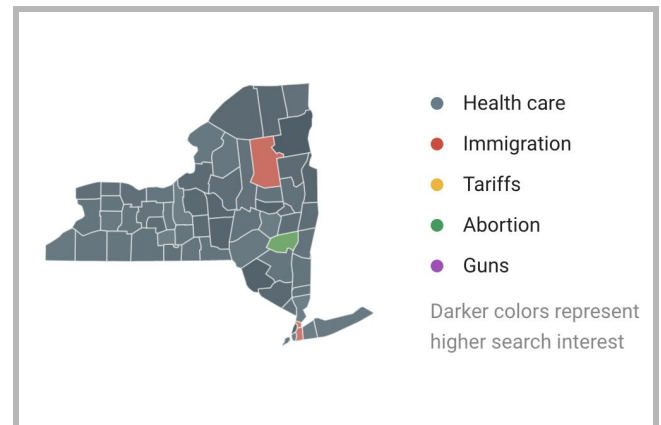 Health care
Immigration
Tariffs
Abortion
Guns
Darker colors represent
higher search interest